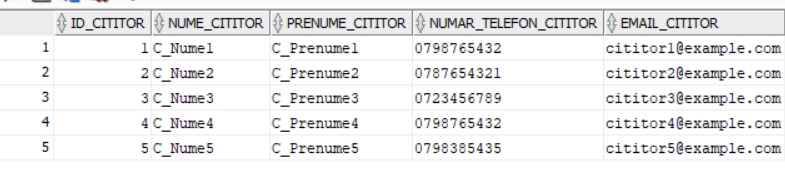 ID_CITITOR NUME_CITITOR PRENUME_CITITOR NUMAR_TELEFON_CITITOR EMAIL_CITITOR
1 1 C_Nume1 C_Prenume1 0798765432 cititor1@example.com
2 2 C_Nume2 C_Prenume2 0787654321 cititor2@example.com
3 3 C_Nume3 C_Prenume3 0723456789 cititor3@example.com
4 4 C_Nume4 C_Prenume4 0798765432 cititor4@example.com
5 5 C_Nume5 C_Prenume5 0798385435 cititor5@example.com